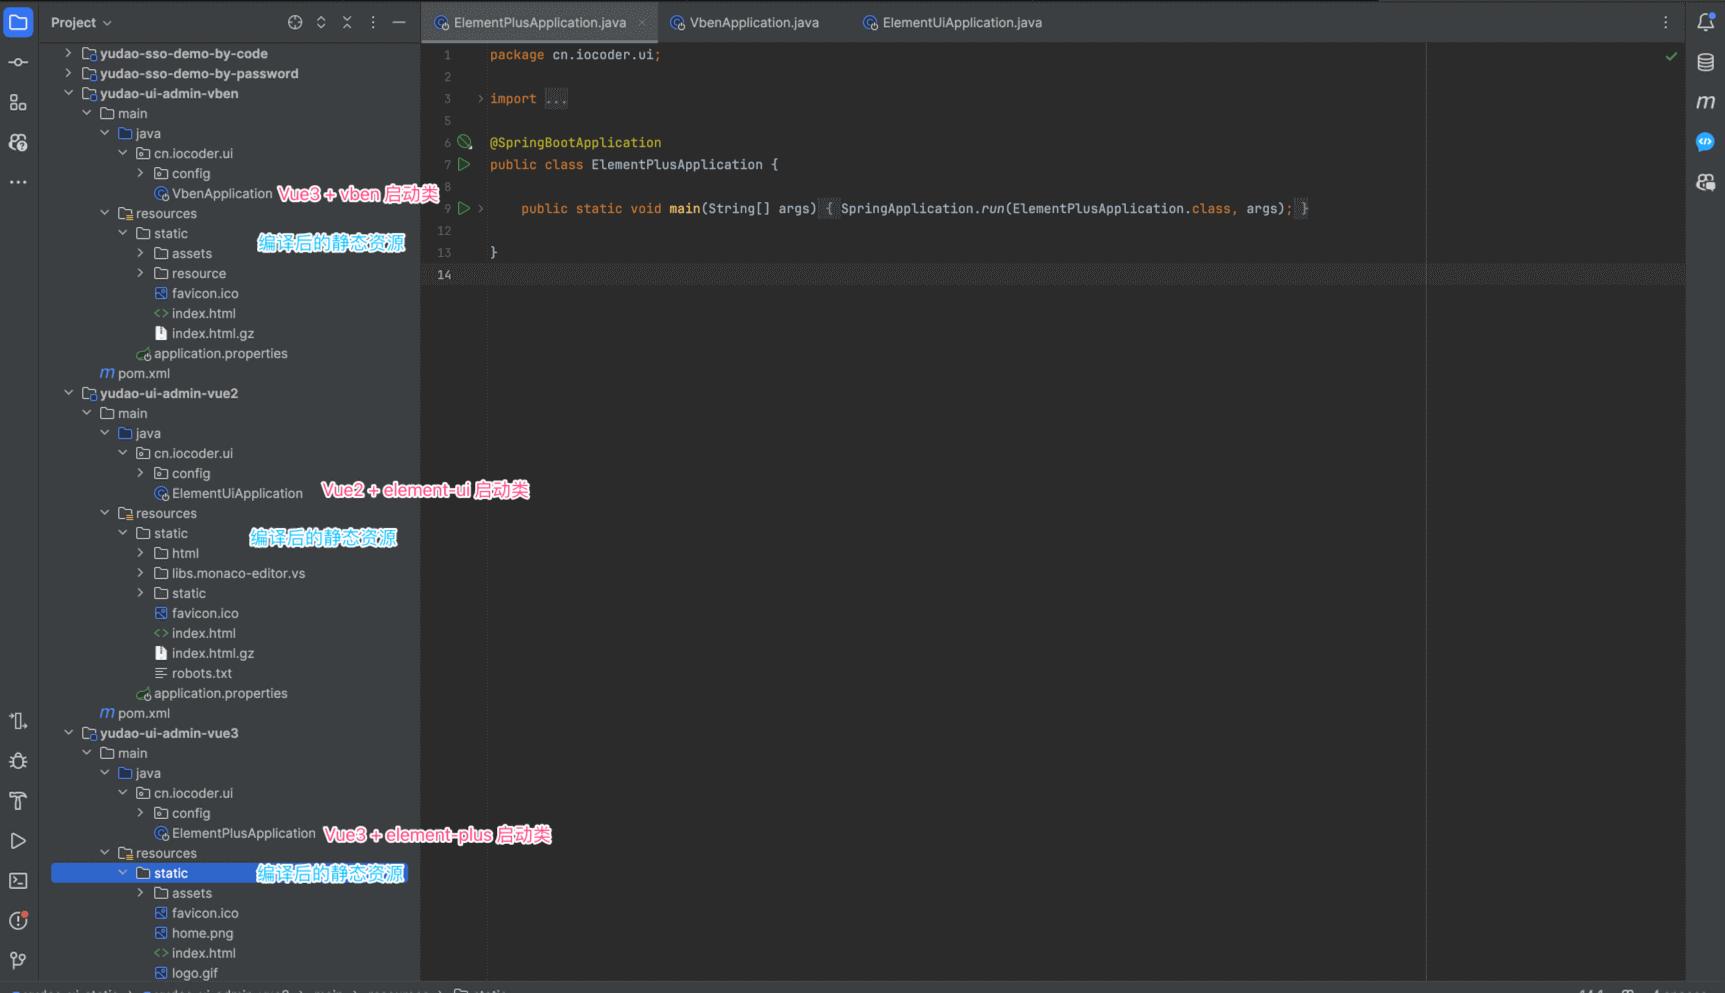 Project
ElementPlusApplication.java
VbenApplication.java
ElementUiApplication.java
yudao-sso-demo-by-code
yudao-sso-demo-by-password
yudao-ui-admin-vben
main
java
cn.iocoder.ui
config
VbenApplication Vue3 + vben 启动类
resources
static 编译后的静态资源
assets
resource
favicon.ico
index.html
index.html.gz
application.properties
pom.xml
yudao-ui-admin-vue2
main
java
cn.iocoder.ui
config
ElementUiApplication Vue2 + element-ui 启动类
resources
static 编译后的静态资源
html
libs.monaco-editor.vs
static
favicon.ico
index.html
index.html.gz
robots.txt
application.properties
pom.xml
yudao-ui-admin-vue3
main
java
cn.iocoder.ui
config
ElementPlusApplication Vue3 + element-plus 启动类
resources
static 编译后的静态资源
assets
favicon.ico
home.png
index.html
logo.gif
1 package cn.iocoder.ui;
2
3 import ...
5
6 @SpringBootApplication
7 public class ElementPlusApplication {
8
9 public static void main(String[] args) { SpringApplication.run(ElementPlusApplication.class, args); }
12
13 }
14